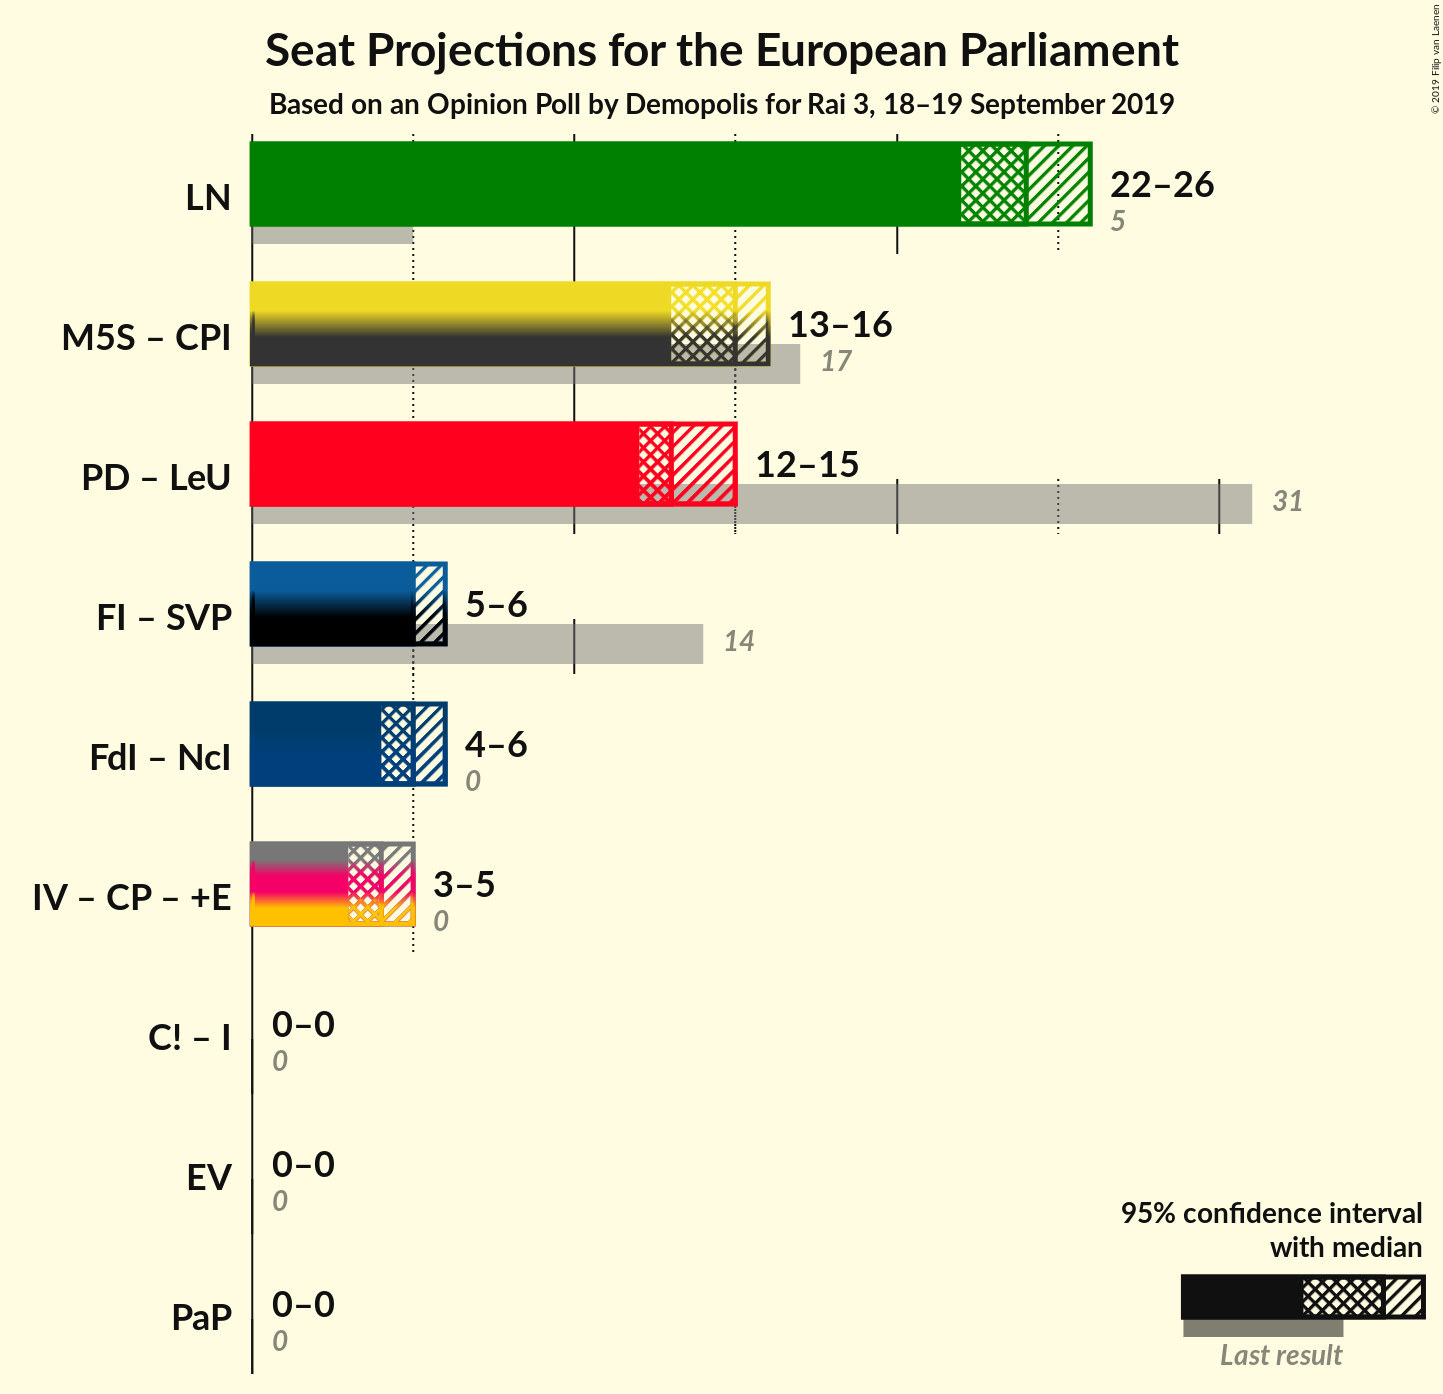 © 2019 Filip van Laenen
Seat Projections for the European Parliament
Based on an Opinion Poll by Demopolis for Rai 3, 18–19 September 2019
LN
22–26
5
M5S – CPI
13–16
17
PD – LeU
12–15
31
FI – SVP
5–6
14
FdI – NcI
4–6
0
IV – CP – +E
3–5
0
C! – I
0–0
0
EV
0–0
0
PaP
0–0
0
95% confidence interval
with median
Last result